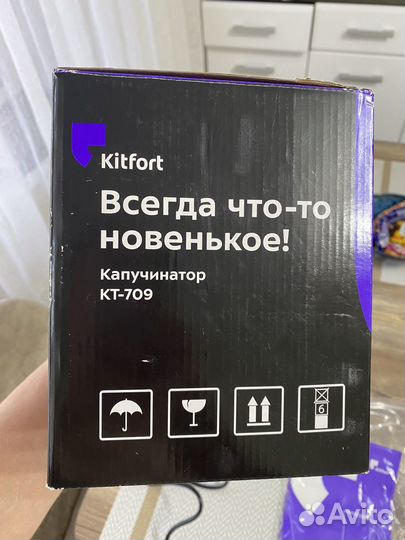 Kitfort
Всегда что-то
новенькое!
Капучинатор
КТ-709
6
Avito